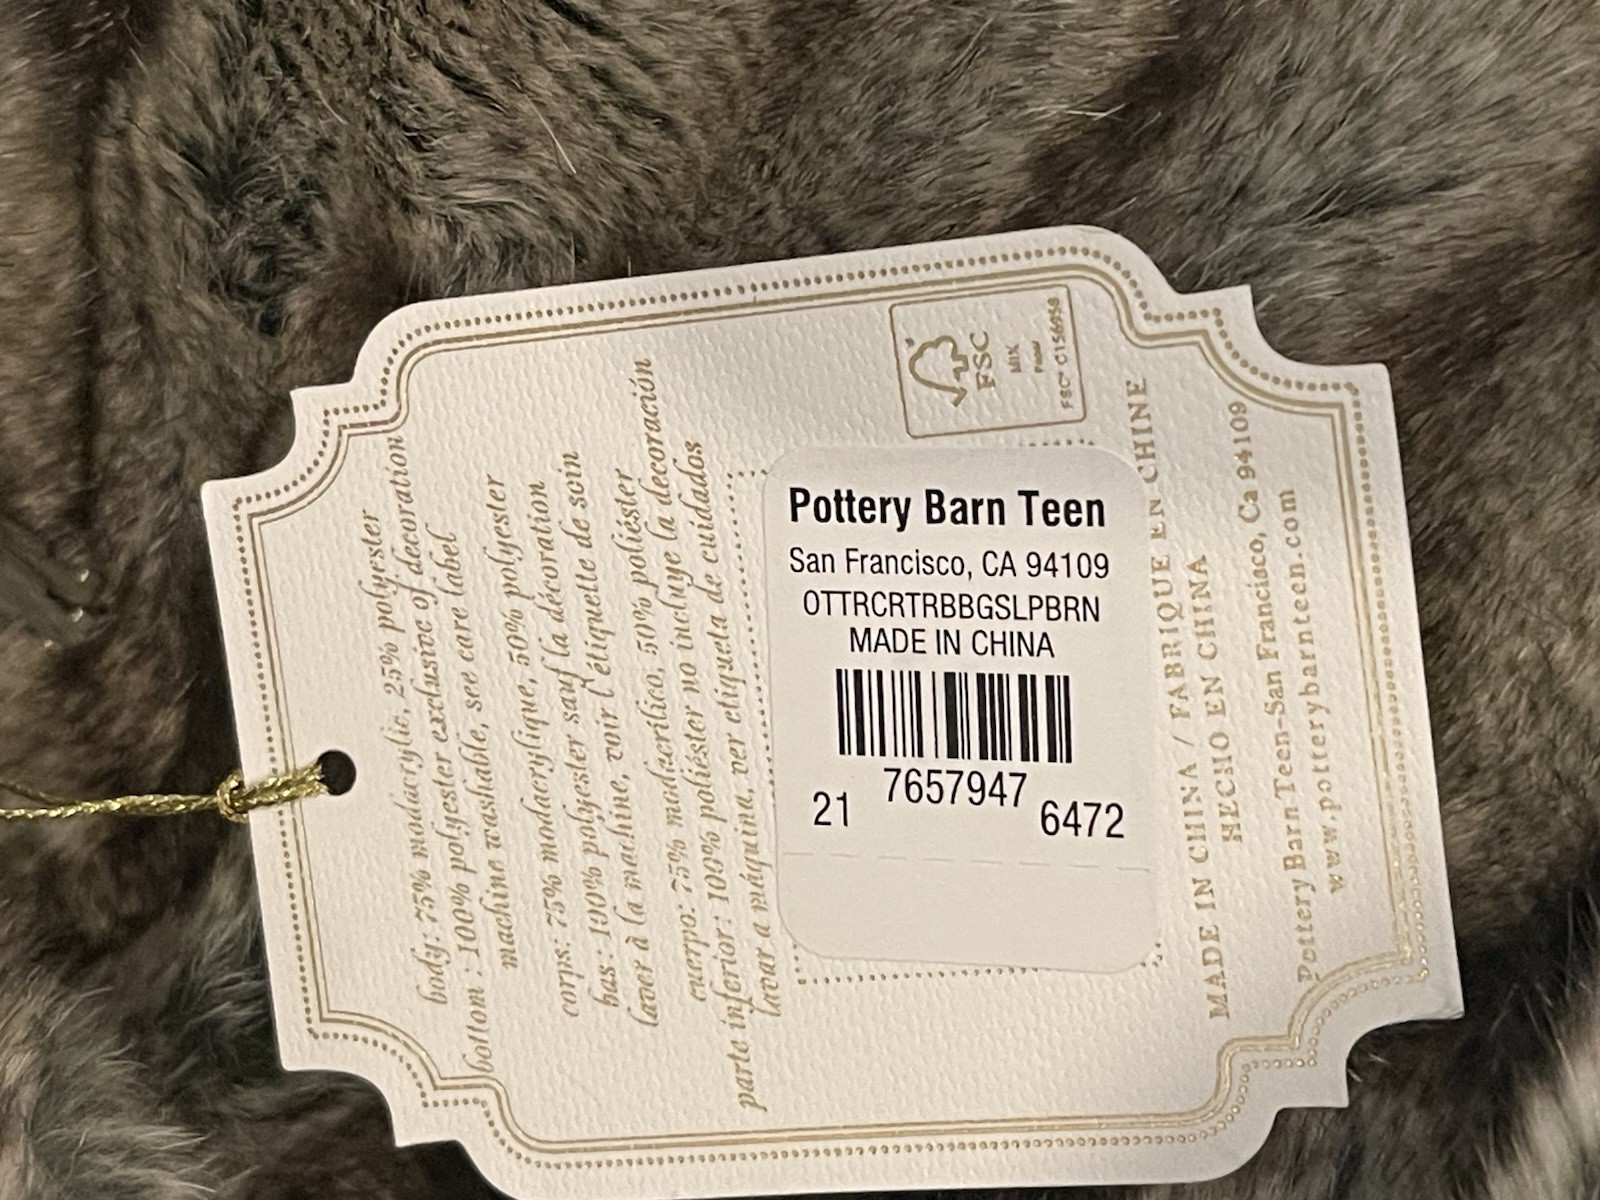 body: 75% modacrylic, 25% polyester
bottom : 100% polyester exclusive of decoration
machine washable, see care label
corps: 75% modacrylique, 50% polyester
bas: 100% polyester sauf la décoration
laver à la machine, voir l'étiquette de soin
cuerpo: 75% modacrílico, 50% poliéster
parte inferior: 100% poliéster no incluye la decoración
lavar a máquina, ver etiqueta de cuidados
Pottery Barn Teen
San Francisco, CA 94109
OTTRCRTRBBGSLPBRN
MADE IN CHINA
21 7657947 6472
FSC
MIX
MADE IN CHINA / FABRIQUE EN CHINE
HECHO EN CHINA
Pottery Barn Teen-San Francisco, Ca 94109
www.potterybarnteen.com